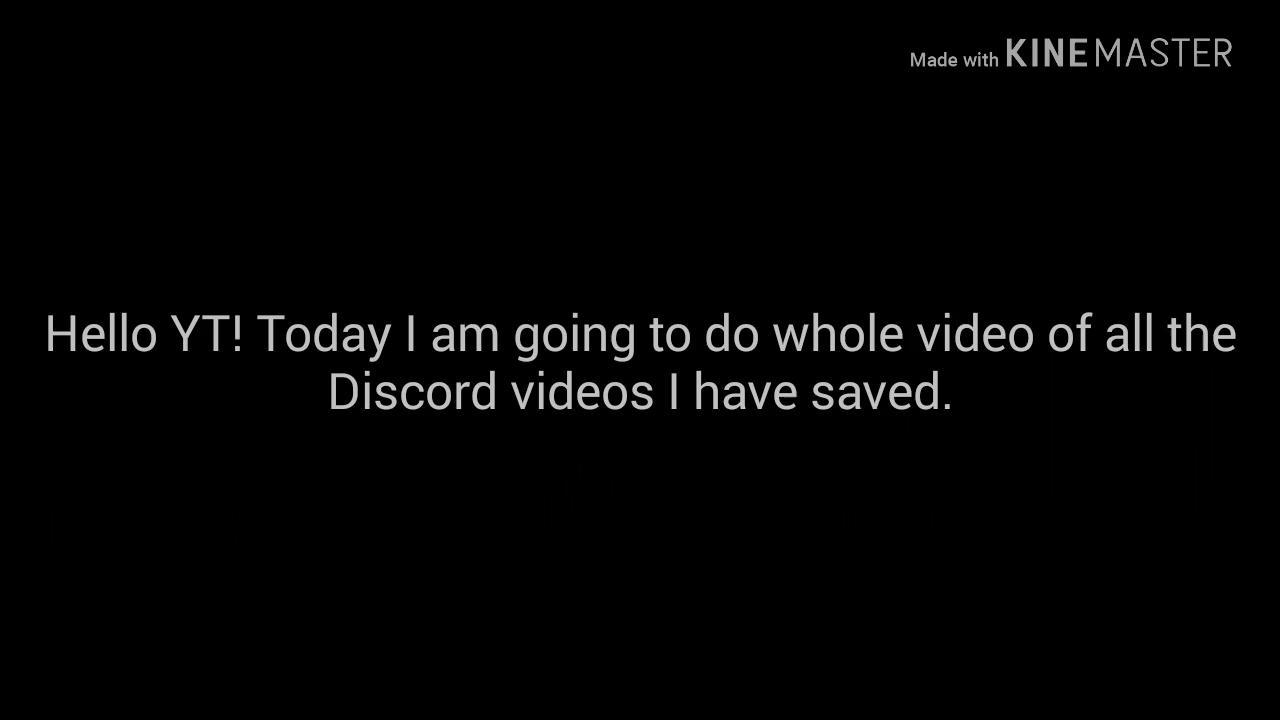 Made with KINEMASTER
Hello YT! Today I am going to do whole video of all the
Discord videos I have saved.